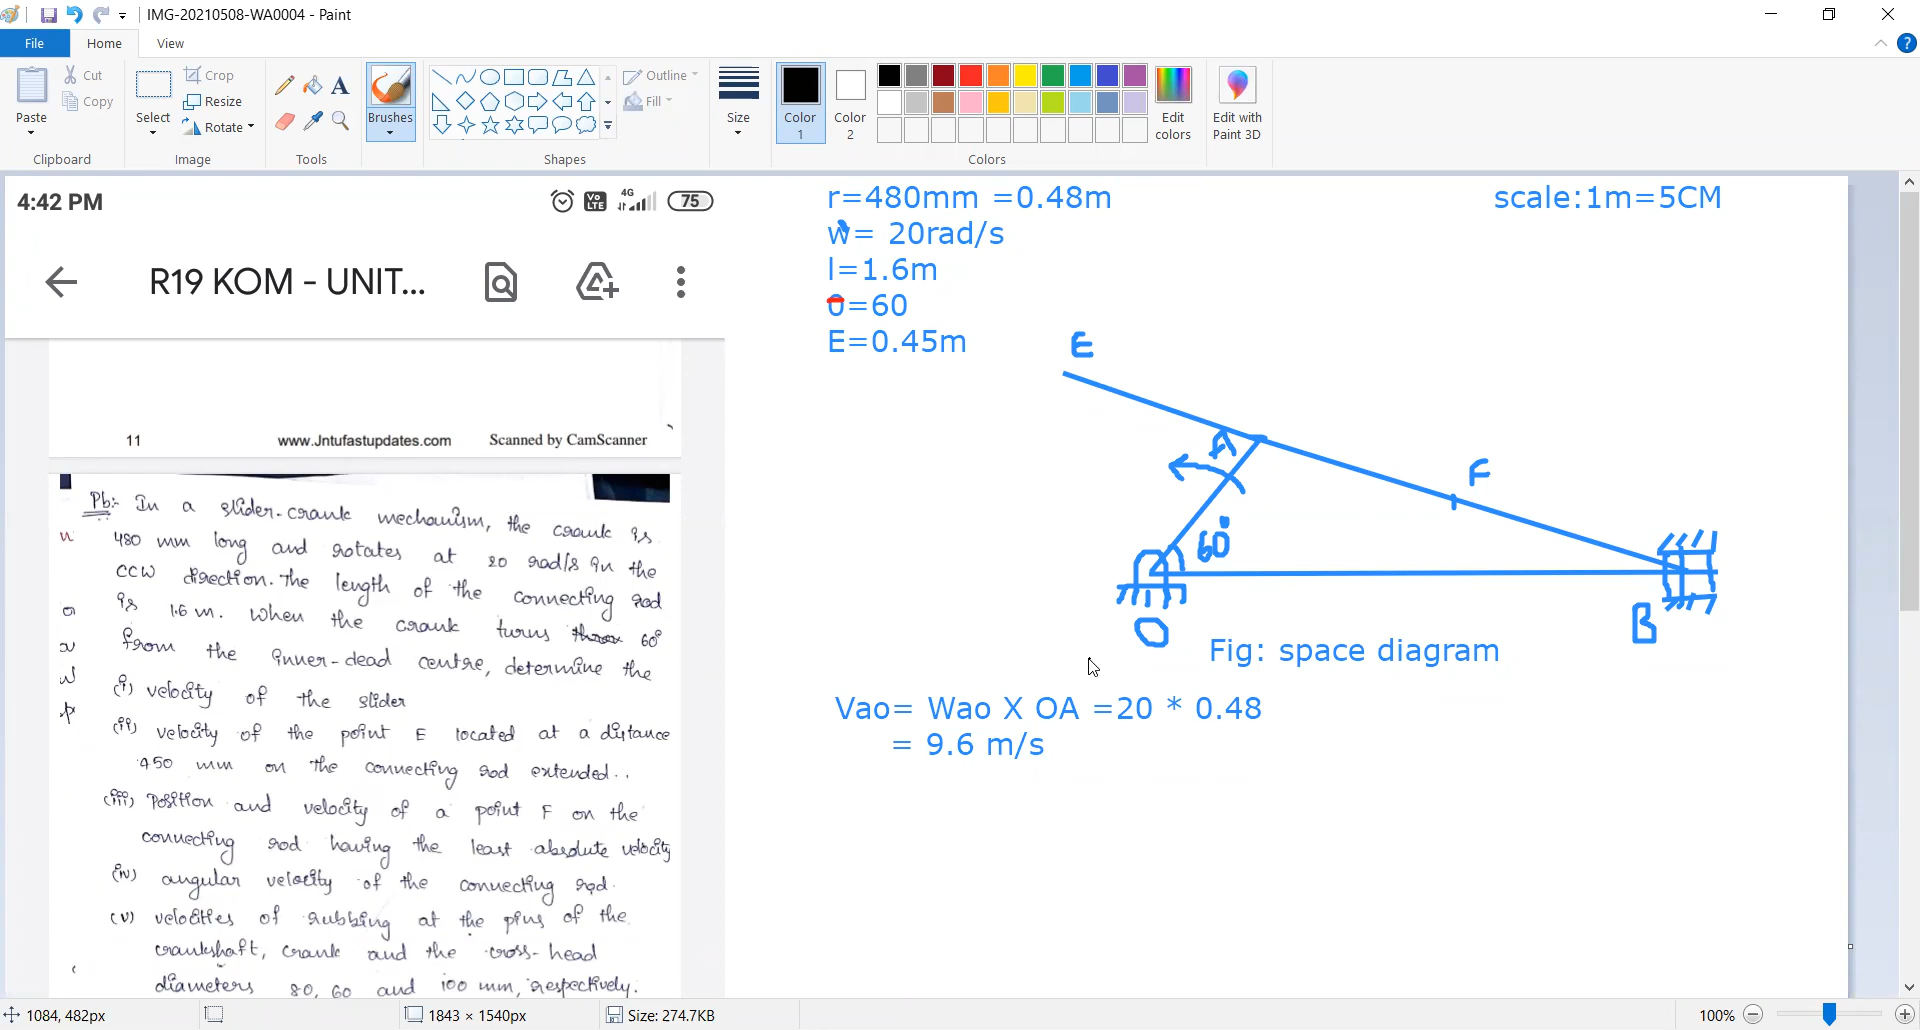 IMG-20210508-WA0004 - Paint
File Home View
Paste
Cut
Copy
Clipboard
Select
Crop
Resize
Rotate
Image
Tools
Brushes
Shapes
Outline
Fill
Size
Color 1
Color 2
Edit colors
Edit with Paint 3D
Colors
4:42 PM
Vo LTE 4G 75
R19 KOM - UNIT...
11 www.Jntufastupdates.com Scanned by CamScanner
Pb:- In a slider-crank mechanism, the crank is
480 mm long and rotates at 20 rad/s in the
CCW direction. The length of the connecting rod
is 1.6 m. When the crank turns 60°
from the inner-dead centre, determine the
(i) velocity of the slider
(ii) velocity of the point E located at a distance
450 mm on the connecting rod extended..
(iii) Position and velocity of a point F on the
connecting rod having the least absolute velocity
(iv) angular velocity of the connecting rod.
(v) velocities of rubbing at the pins of the
crankshaft, crank and the cross-head
diameters 80, 60 and 100 mm, respectively.
r=480mm =0.48m
w= 20rad/s
l=1.6m
0=60
E=0.45m
scale:1m=5CM
E
A
F
60°
O
B
Fig: space diagram
Vao= Wao X OA =20 * 0.48
= 9.6 m/s
1084, 482px
1843 × 1540px
Size: 274.7KB
100%